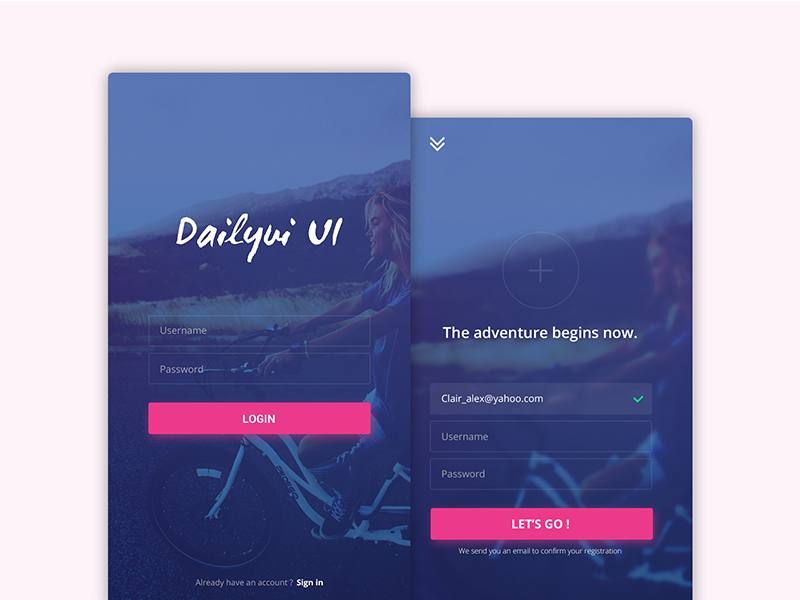 Dailyui UI
Username
Password
LOGIN
Already have an account ? Sign in
The adventure begins now.
Clair_alex@yahoo.com
Username
Password
LET'S GO !
We send you an email to confirm your registration